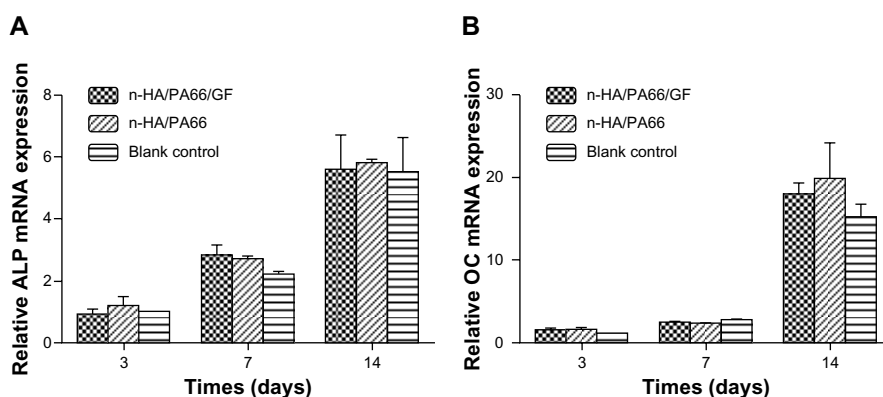 A
Relative ALP mRNA expression
8
6
4
2
0
n-HA/PA66/GF
n-HA/PA66
Blank control
3 7 14
Times (days)
B
Relative OC mRNA expression
30
20
10
0
n-HA/PA66/GF
n-HA/PA66
Blank control
3 7 14
Times (days)